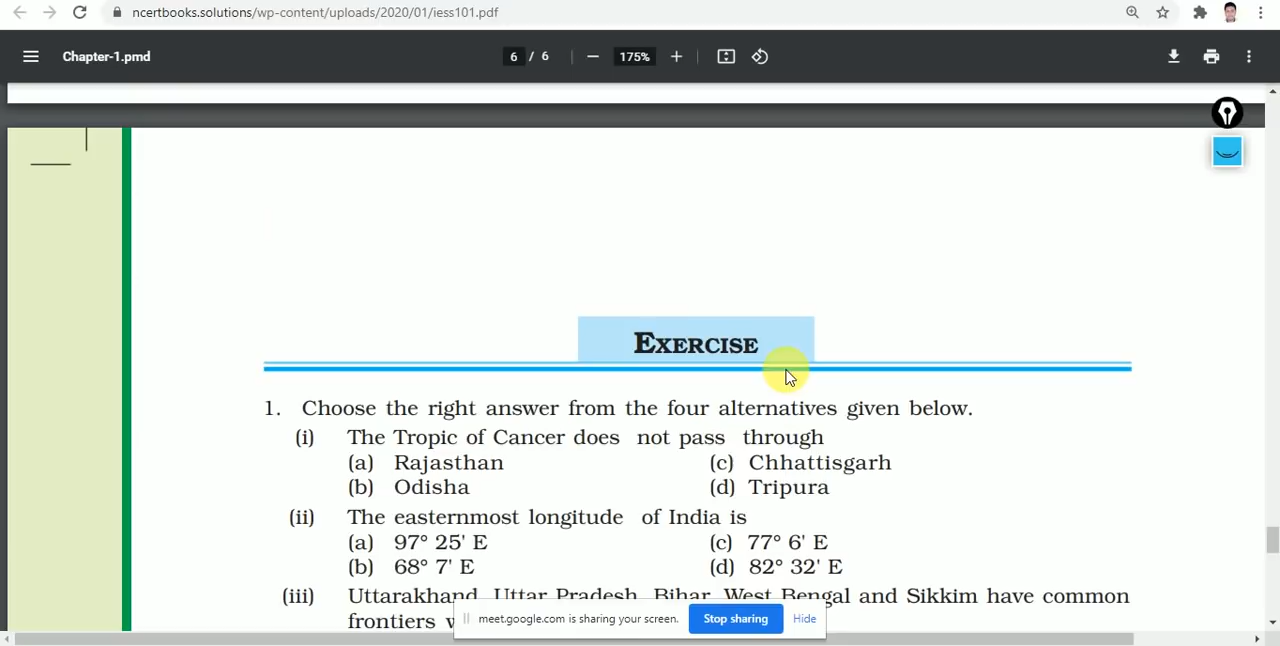 ncertbooks.solutions/wp-content/uploads/2020/01/iess101.pdf
Chapter-1.pmd
6 / 6
175%
EXERCISE
1. Choose the right answer from the four alternatives given below.
(i) The Tropic of Cancer does not pass through
(a) Rajasthan (c) Chhattisgarh
(b) Odisha (d) Tripura
(ii) The easternmost longitude of India is
(a) 97° 25' E (c) 77° 6' E
(b) 68° 7' E (d) 82° 32' E
(iii) Uttarakhand, Uttar Pradesh, Bihar, West Bengal and Sikkim have common
frontiers
meet.google.com is sharing your screen. Stop sharing Hide